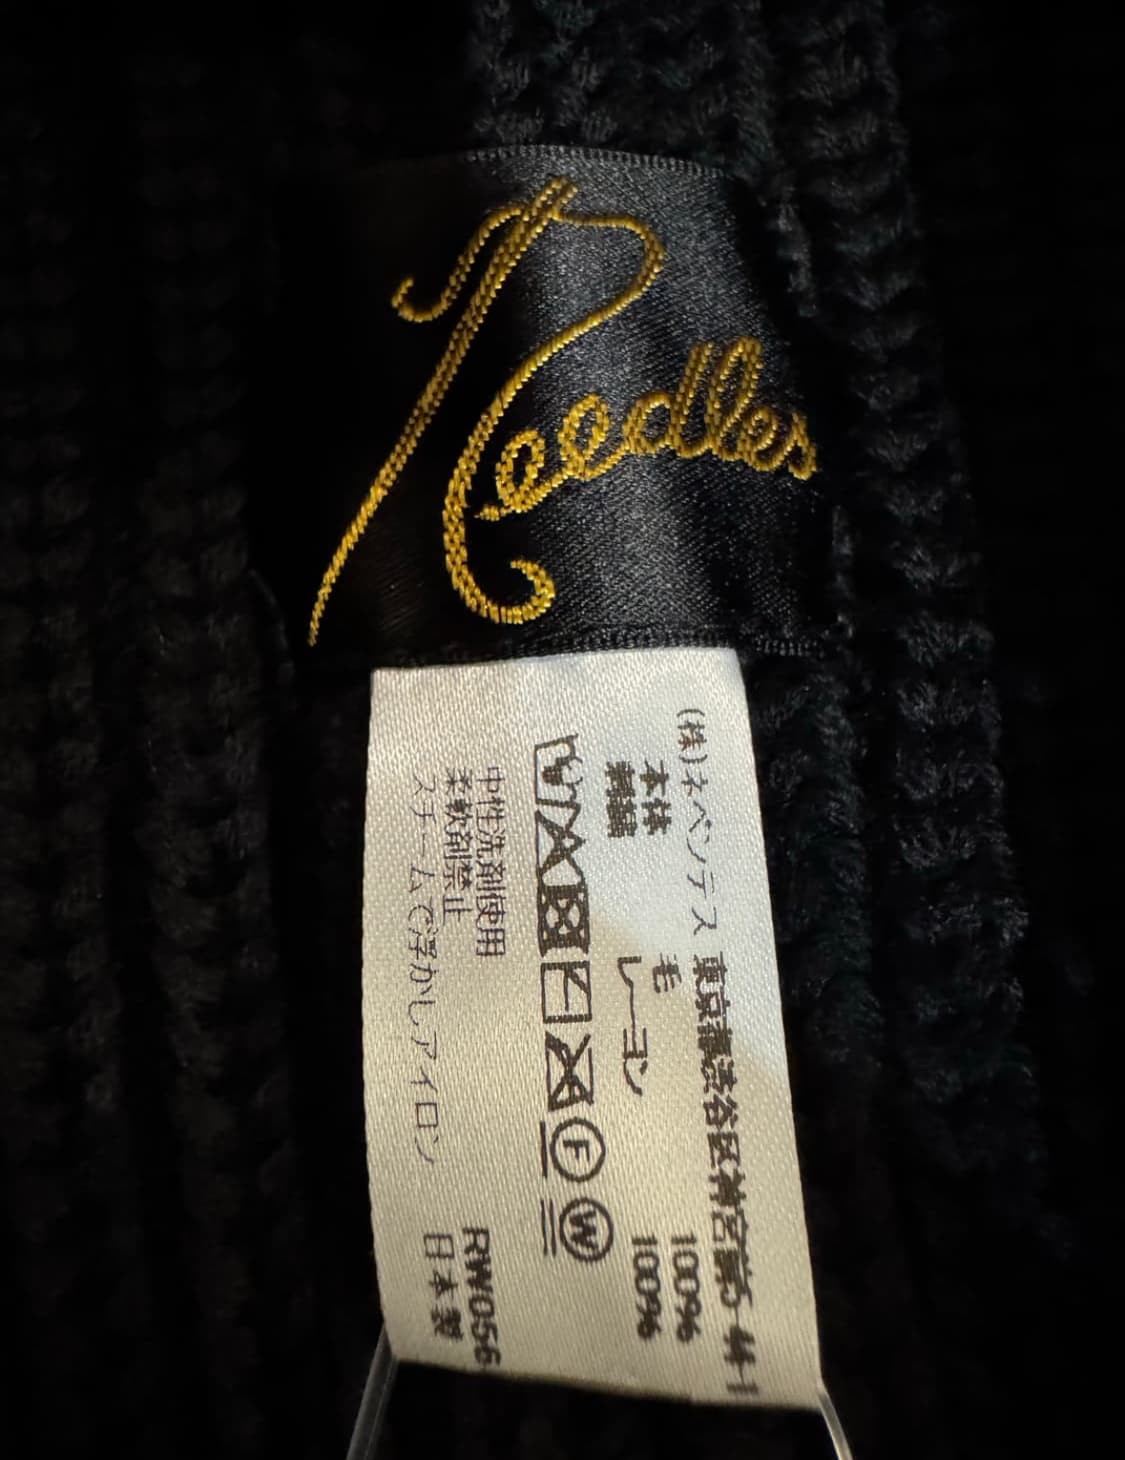 Needles
(株)ネペンテス 東京都渋谷区神宮前5-44-1
本体 毛 100%
刺繍 レーヨン 100%
F W
中性洗剤使用
柔軟剤禁止
スチームで浮かしアイロン
RW056
日本製